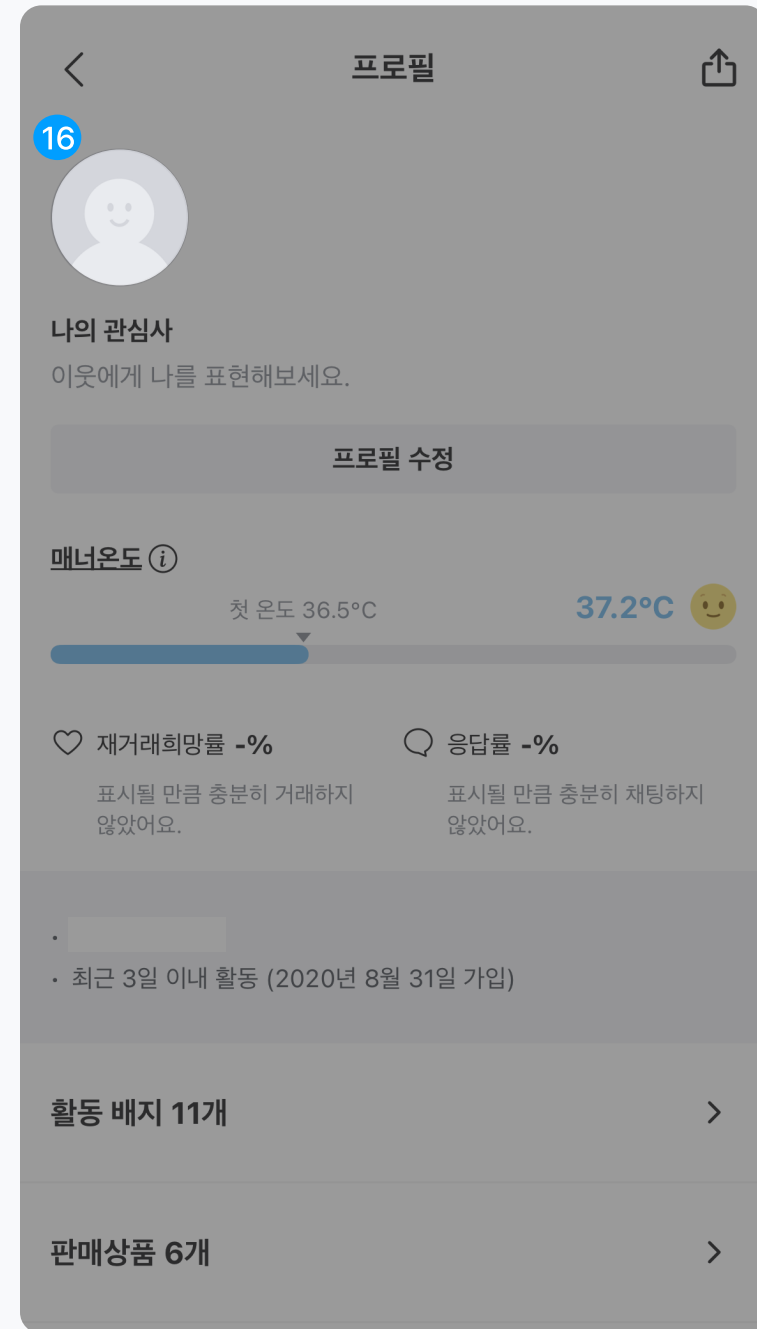 프로필
16
나의 관심사
이웃에게 나를 표현해보세요.
프로필 수정
매너온도 i
첫 온도 36.5°C
37.2°C
재거래희망률 -%
표시될 만큼 충분히 거래하지
않았어요.
응답률 -%
표시될 만큼 충분히 채팅하지
않았어요.
·
· 최근 3일 이내 활동 (2020년 8월 31일 가입)
활동 배지 11개
판매상품 6개